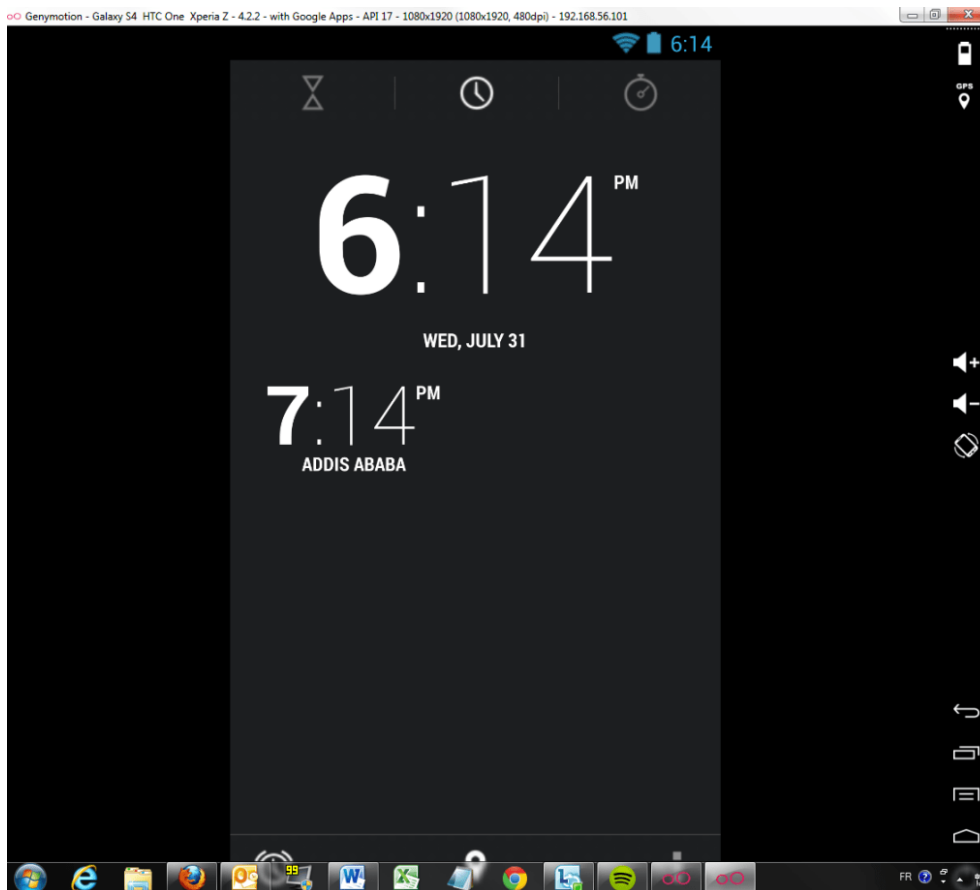 Genymotion - Galaxy S4 HTC One Xperia Z - 4.2.2 - with Google Apps - API 17 - 1080x1920 (1080x1920, 480dpi) - 192.168.56.101
6:14
GPS
6:14 PM
WED, JULY 31
7:14 PM
ADDIS ABABA
99
FR